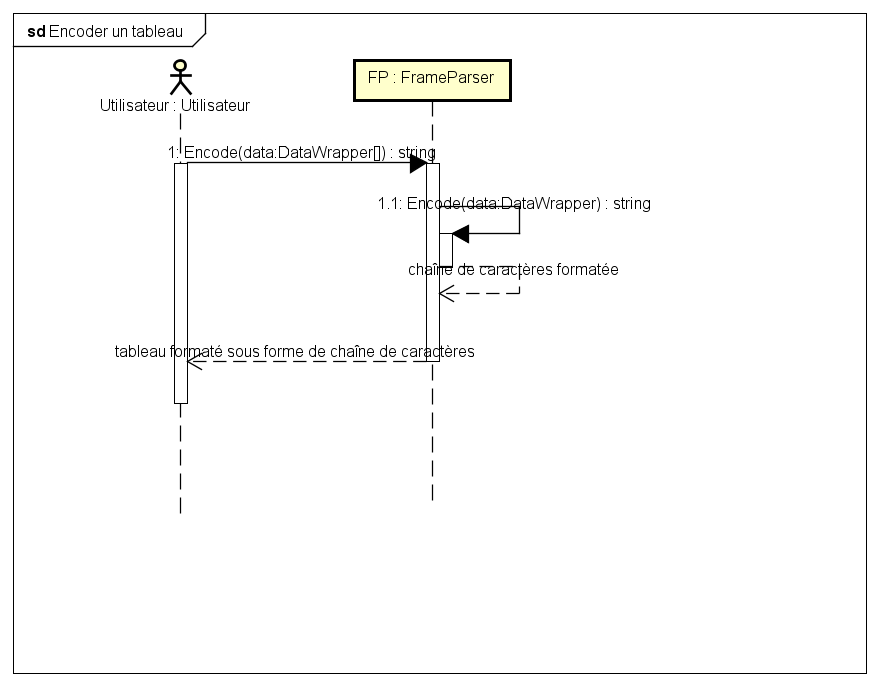 sd Encoder un tableau
FP : FrameParser
Utilisateur : Utilisateur
1: Encode(data:DataWrapper[]) : string
1.1: Encode(data:DataWrapper) : string
chaîne de caractères formatée
tableau formaté sous forme de chaîne de caractères